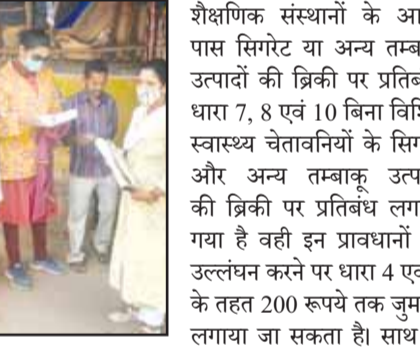 शैक्षणिक संस्थानों के आ
पास सिगरेट या अन्य तम्बा
उत्पादों की ब्रिकी पर प्रतिब
धारा 7, 8 एवं 10 बिना विशि
स्वास्थ्य चेतावनियों के सिग
और अन्य तम्बाकू उत्प
की ब्रिकी पर प्रतिबंध लगा
गया है वही इन प्रावधानों
उल्लंघन करने पर धारा 4 एव
के तहत 200 रूपये तक जुम
लगाया जा सकता है। साथ